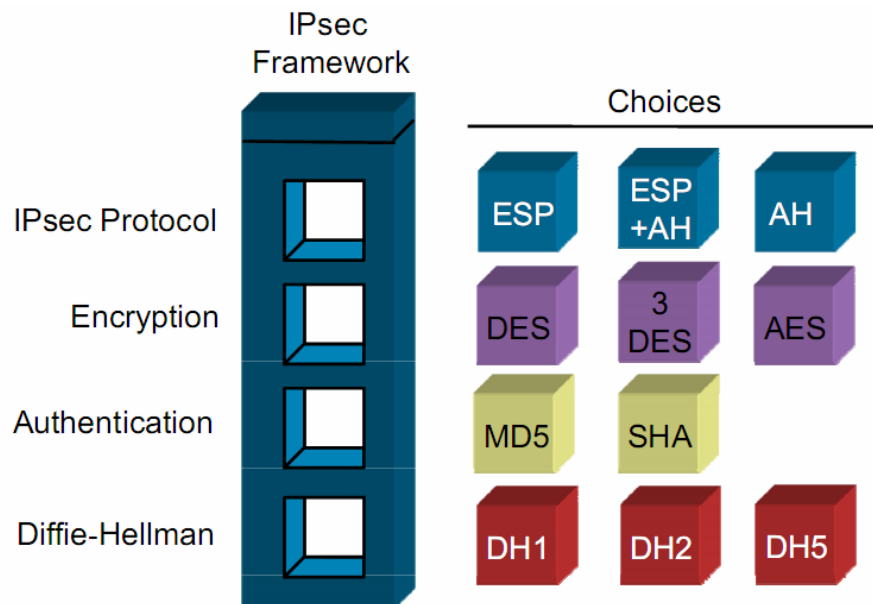 IPsec
Framework
Choices
IPsec Protocol
ESP
ESP
+AH
AH
Encryption
DES
3
DES
AES
Authentication
MD5
SHA
Diffie-Hellman
DH1
DH2
DH5